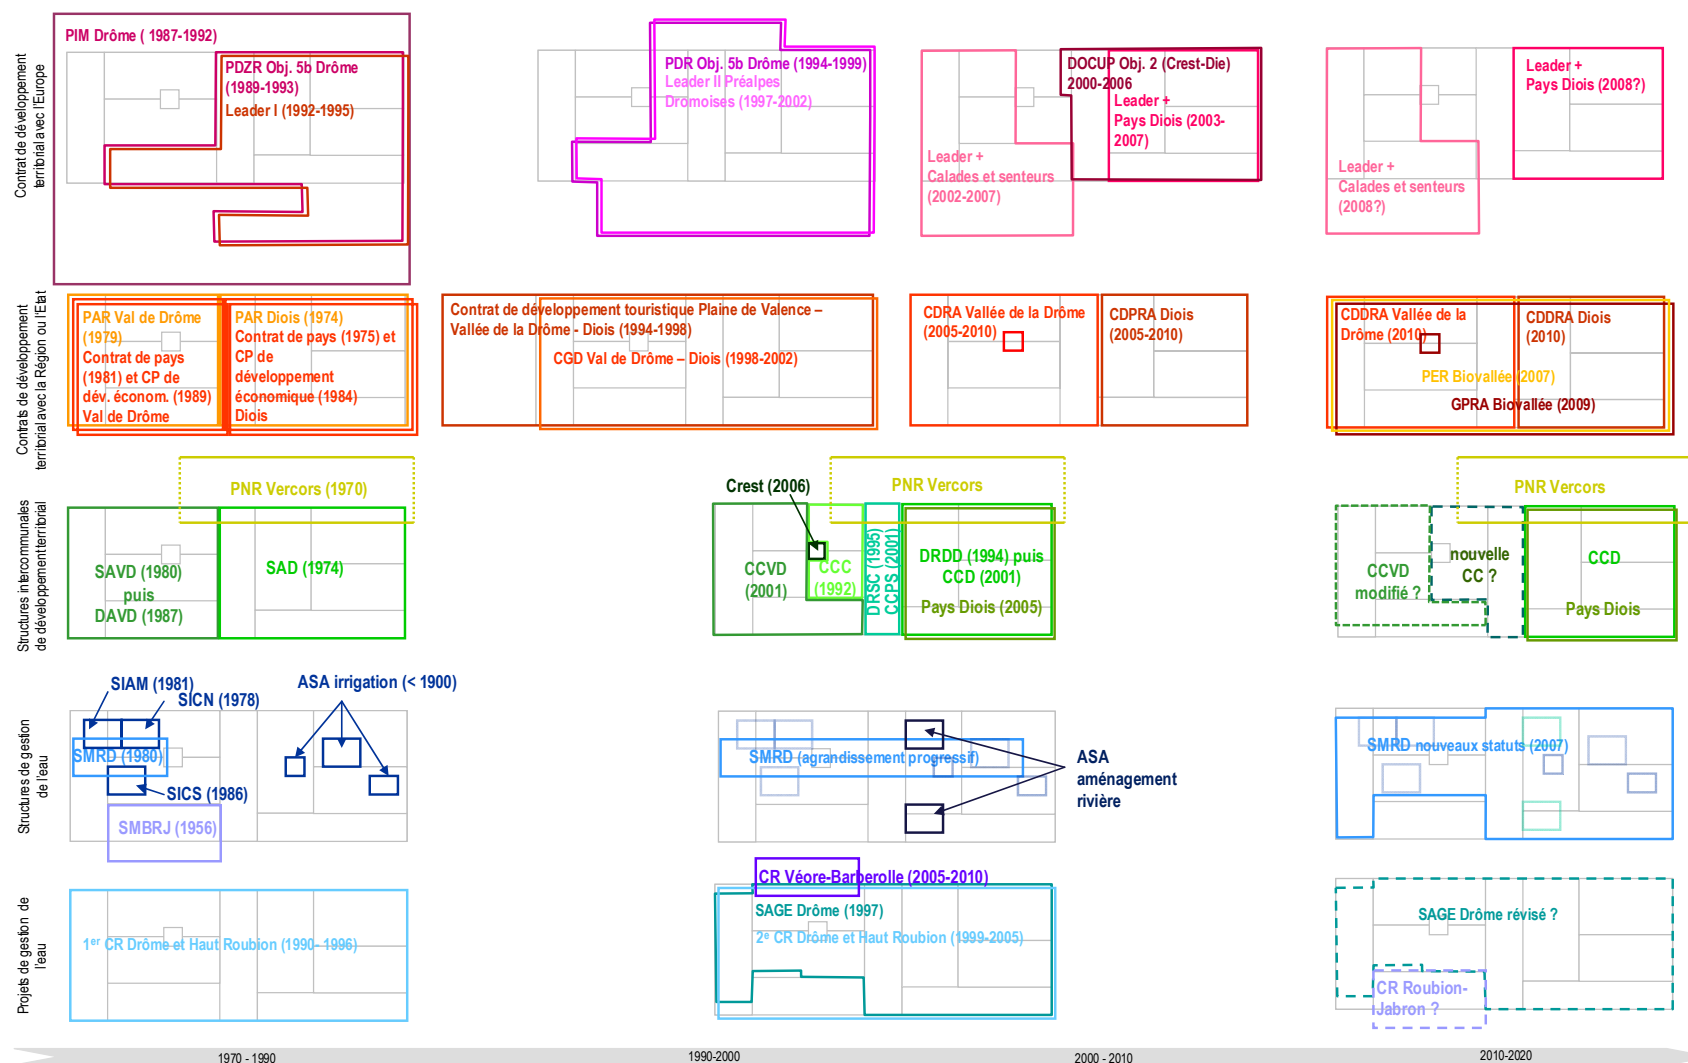 Contrat de développement
territorial avec l'Europe
PIM Drôme ( 1987-1992)
PDZR Obj. 5b Drôme
(1989-1993)
Leader I (1992-1995)
PDR Obj. 5b Drôme (1994-1999)
Leader II Préalpes
Dromoises (1997-2002)
DOCUP Obj. 2 (Crest-Die)
2000-2006
Leader +
Pays Diois (2003-
2007)
Leader +
Calades et senteurs
(2002-2007)
Leader +
Pays Diois (2008?)
Leader +
Calades et senteurs
(2008?)
Contrats de développement
territorial avec la Région ou l'Etat
PAR Val de Drôme
(1979)
Contrat de pays
(1981) et CP de
dév. économ. (1989)
Val de Drôme
PAR Diois (1974)
Contrat de pays (1975) et
CP de
développement
économique (1984)
Diois
Contrat de développement touristique Plaine de Valence –
Vallée de la Drôme - Diois (1994-1998)
CGD Val de Drôme – Diois (1998-2002)
CDRA Vallée de la Drôme
(2005-2010)
CDPRA Diois
(2005-2010)
CDDRA Vallée de la
Drôme (2010)
CDDRA Diois
(2010)
PER Biovallée (2007)
GPRA Biovallée (2009)
Structures intercommunales
de développement territorial
PNR Vercors (1970)
SAVD (1980)
puis
DAVD (1987)
SAD (1974)
Crest (2006)
PNR Vercors
CCVD
(2001)
CCC
(1992)
DRSC (1995)
CCPS (2001)
DRDD (1994) puis
CCD (2001)
Pays Diois (2005)
PNR Vercors
CCVD
modifié ?
nouvelle
CC ?
CCD
Pays Diois
Structures de gestion
de l'eau
SIAM (1981)
SICN (1978)
ASA irrigation (< 1900)
SMRD (1980)
SICS (1986)
SMBRJ (1956)
SMRD (agrandissement progressif)
ASA
aménagement
rivière
SMRD nouveaux statuts (2007)
Projets de gestion de
l'eau
1er CR Drôme et Haut Roubion (1990- 1996)
CR Véore-Barberolle (2005-2010)
SAGE Drôme (1997)
2e CR Drôme et Haut Roubion (1999-2005)
SAGE Drôme révisé ?
CR Roubion-
Jabron ?
1970 - 1990
1990-2000
2000 - 2010
2010-2020